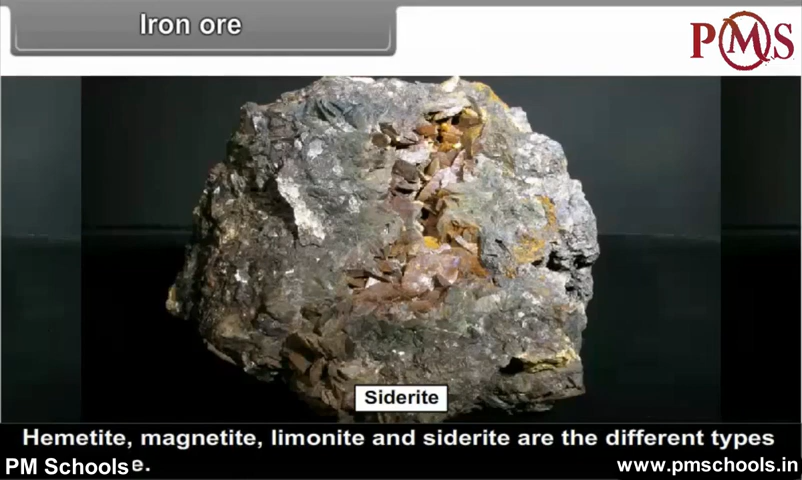 Iron ore
PMS
Siderite
Hemetite, magnetite, limonite and siderite are the different types
PM Schools e.
www.pmschools.in